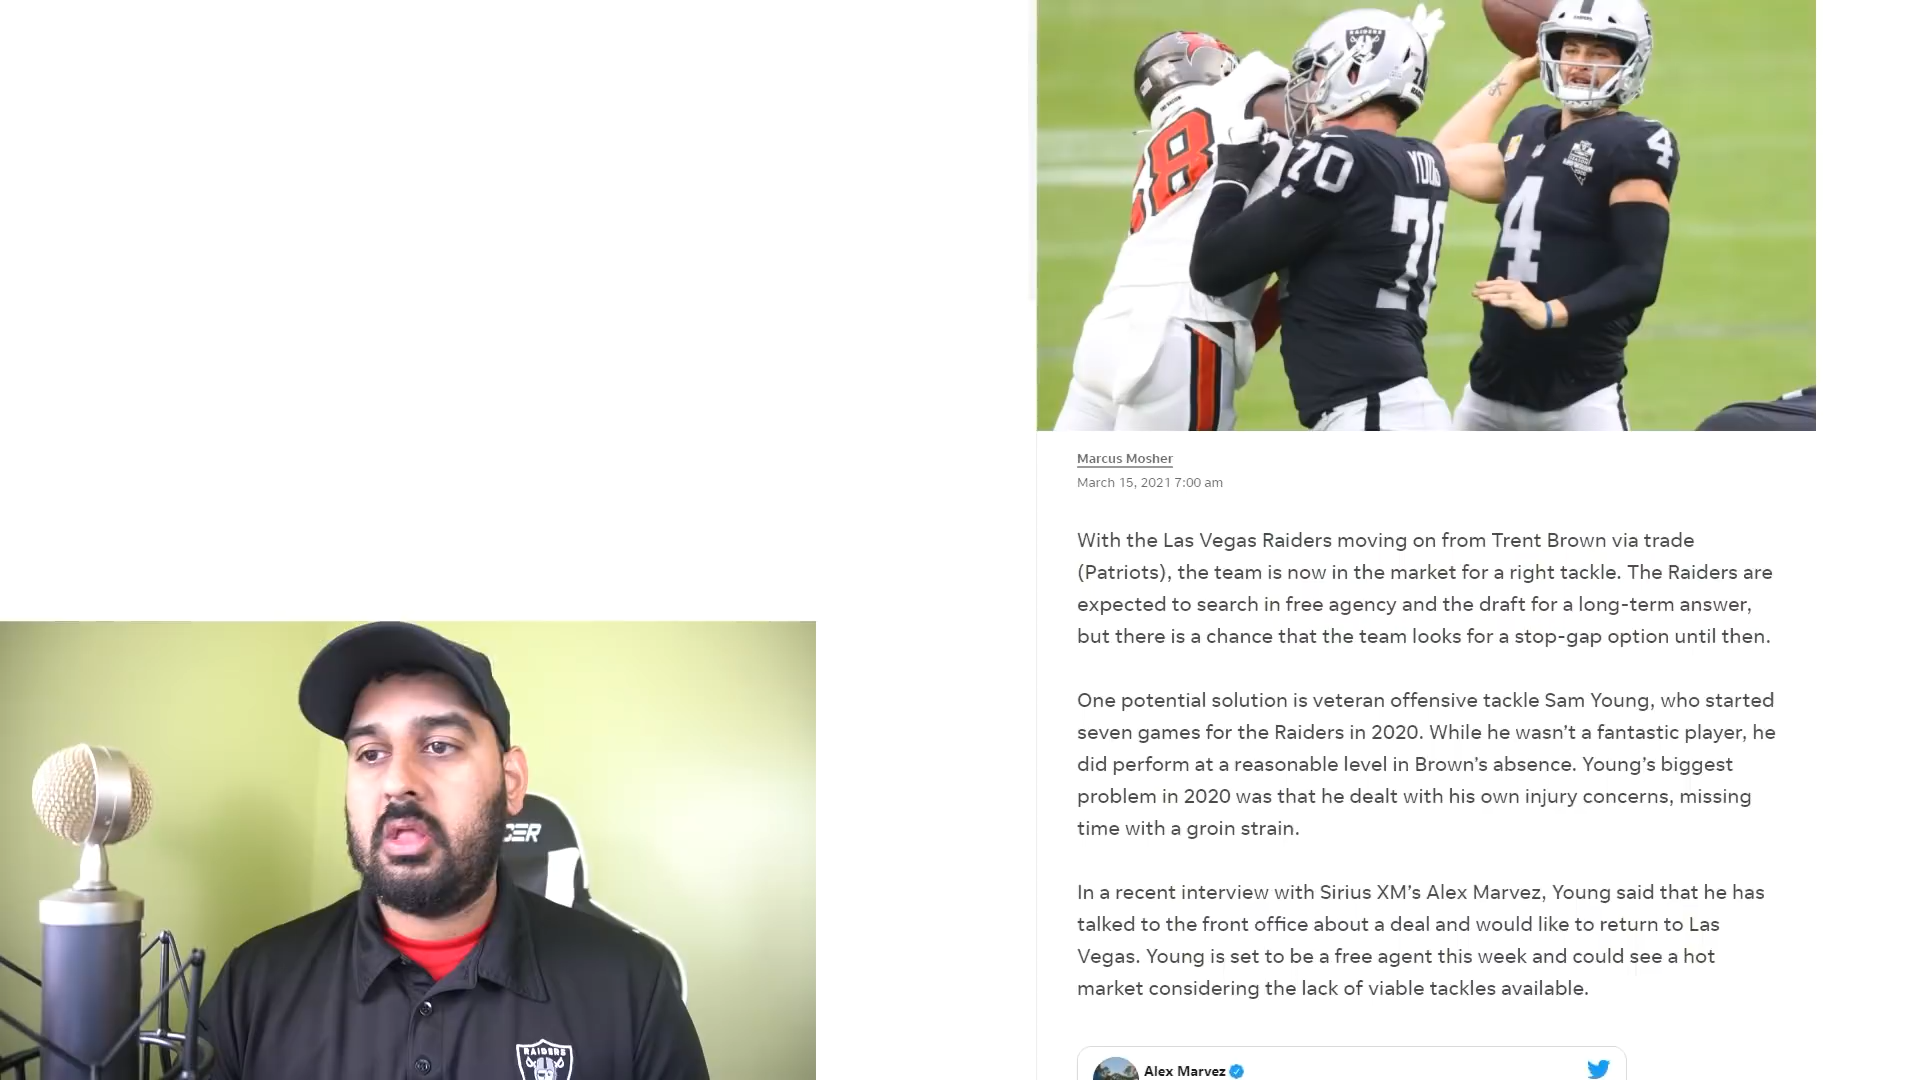 RAIDERS
8
70
YOUNG
70
4
4
Marcus Mosher
March 15, 2021 7:00 am
With the Las Vegas Raiders moving on from Trent Brown via trade
(Patriots), the team is now in the market for a right tackle. The Raiders are
expected to search in free agency and the draft for a long-term answer,
but there is a chance that the team looks for a stop-gap option until then.
One potential solution is veteran offensive tackle Sam Young, who started
seven games for the Raiders in 2020. While he wasn’t a fantastic player, he
did perform at a reasonable level in Brown’s absence. Young’s biggest
problem in 2020 was that he dealt with his own injury concerns, missing
time with a groin strain.
In a recent interview with Sirius XM’s Alex Marvez, Young said that he has
talked to the front office about a deal and would like to return to Las
Vegas. Young is set to be a free agent this week and could see a hot
market considering the lack of viable tackles available.
Alex Marvez
RAIDERS